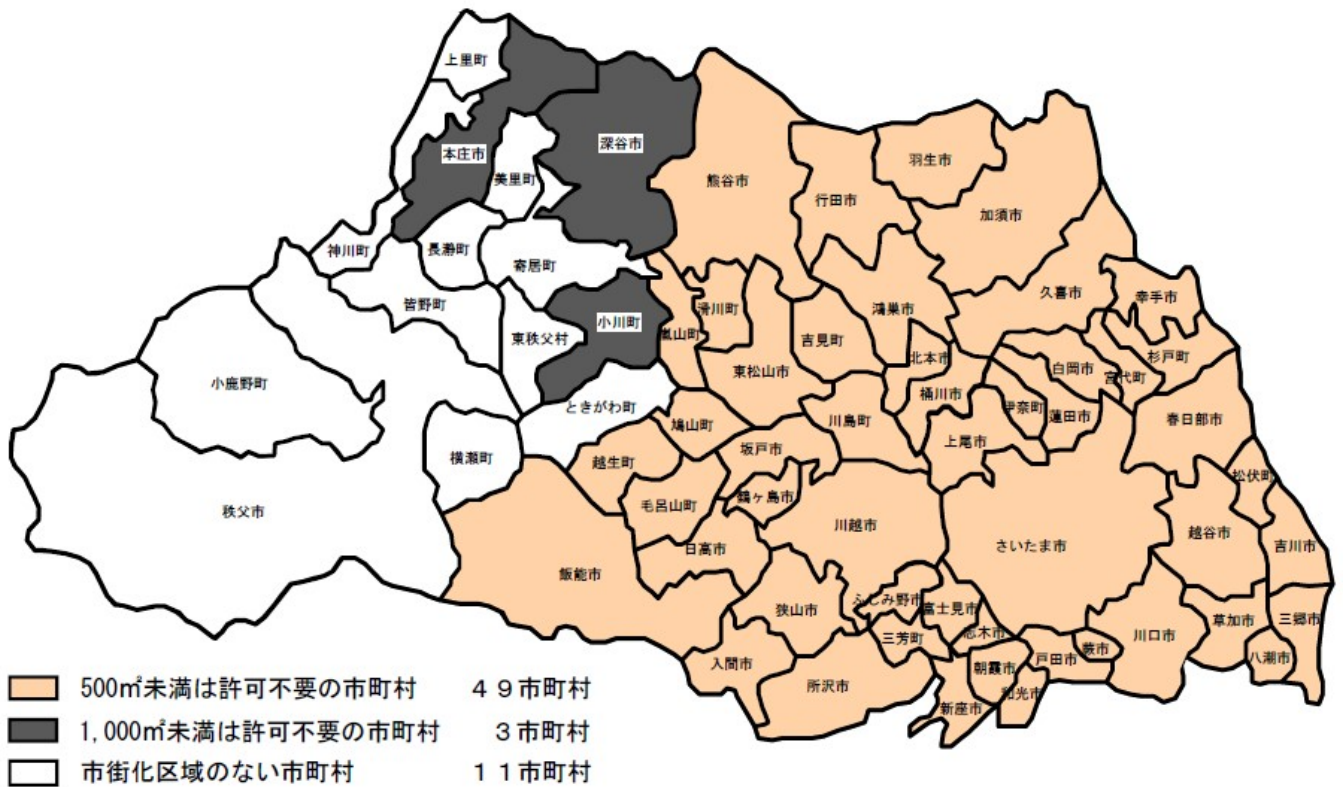 上里町
本庄市
深谷市
美里町
熊谷市
羽生市
行田市
加須市
神川町
長瀞町
寄居町
皆野町
小川町
東秩父村
嵐山町
滑川町
吉見町
鴻巣市
久喜市
幸手市
北本市
杉戸町
白岡市
宮代町
小鹿野町
東松山市
桶川市
伊奈町
蓮田市
ときがわ町
鳩山町
川島町
春日部市
横瀬町
越生町
坂戸市
上尾市
松伏町
毛呂山町
鶴ヶ島市
秩父市
川越市
さいたま市
越谷市
吉川市
日高市
飯能市
狭山市
ふじみ野市
富士見市
三芳町
志木市
川口市
草加市
三郷市
入間市
所沢市
朝霞市
戸田市
蕨市
八潮市
和光市
新座市
500㎡未満は許可不要の市町村 49市町村
1,000㎡未満は許可不要の市町村 3市町村
市街化区域のない市町村 11市町村